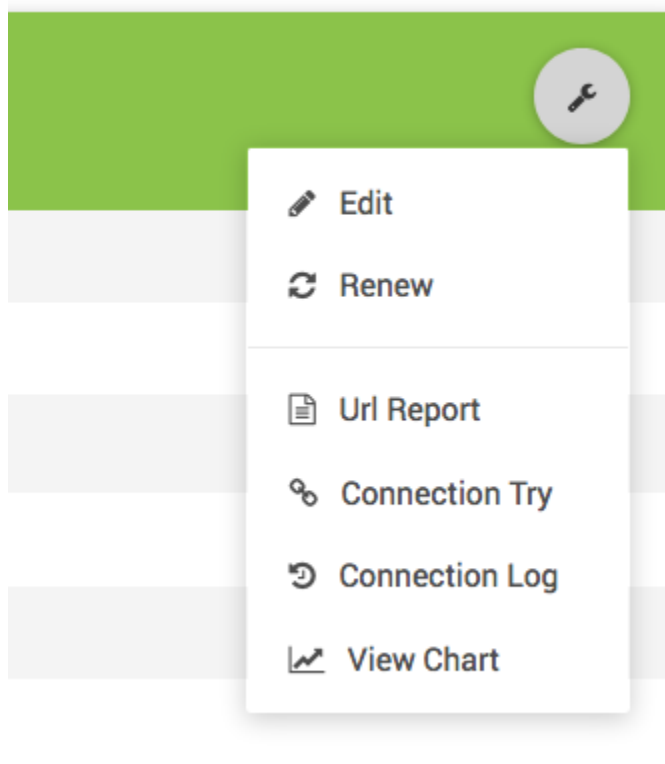 Edit
Renew
Url Report
Connection Try
Connection Log
View Chart